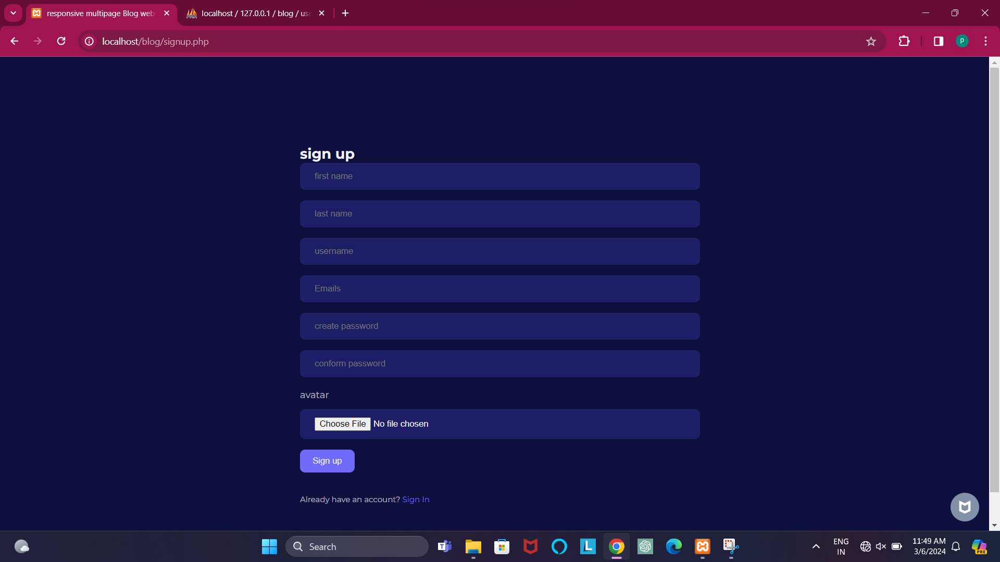 responsive multipage Blog web
localhost / 127.0.0.1 / blog / use
localhost/blog/signup.php
p
sign up
first name
last name
username
Emails
create password
conform password
avatar
Choose File No file chosen
Sign up
Already have an account? Sign In
Search
L
ENG
IN
11:49 AM
3/6/2024
PRE